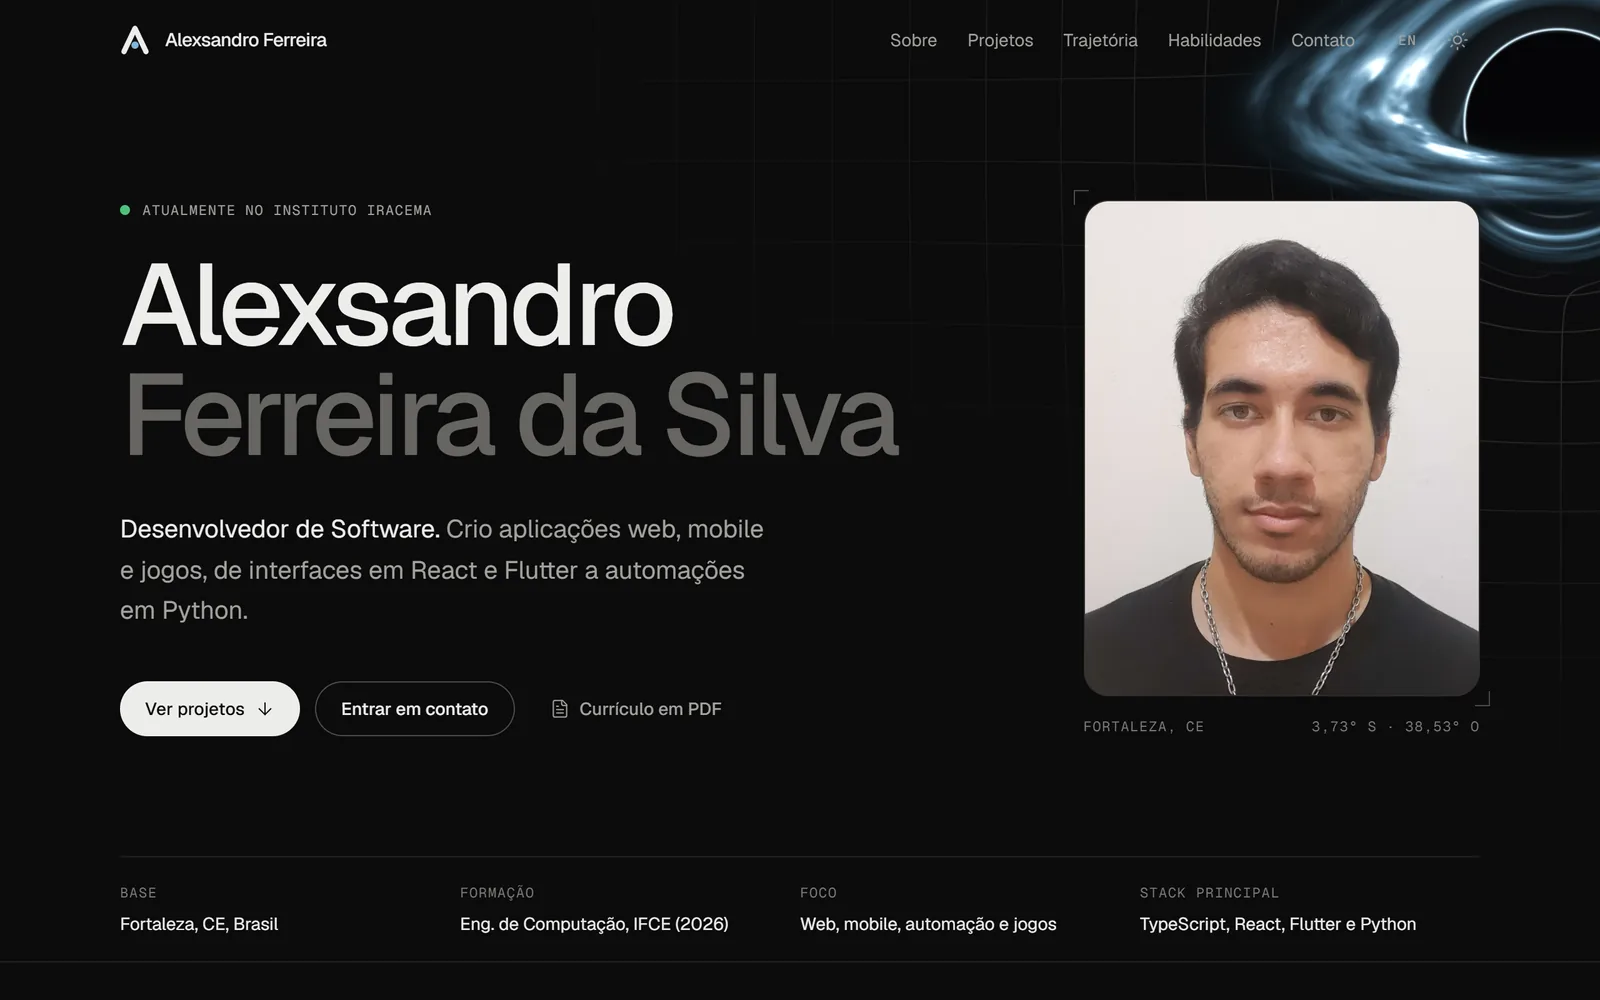 Alexsandro Ferreira
Sobre Projetos Trajetória Habilidades Contato EN
ATUALMENTE NO INSTITUTO IRACEMA
Alexsandro
Ferreira da Silva
Desenvolvedor de Software. Crio aplicações web, mobile
e jogos, de interfaces em React e Flutter a automações
em Python.
Ver projetos
Entrar em contato
Currículo em PDF
FORTALEZA, CE
3,73° S · 38,53° O
BASE
Fortaleza, CE, Brasil
FORMAÇÃO
Eng. de Computação, IFCE (2026)
FOCO
Web, mobile, automação e jogos
STACK PRINCIPAL
TypeScript, React, Flutter e Python